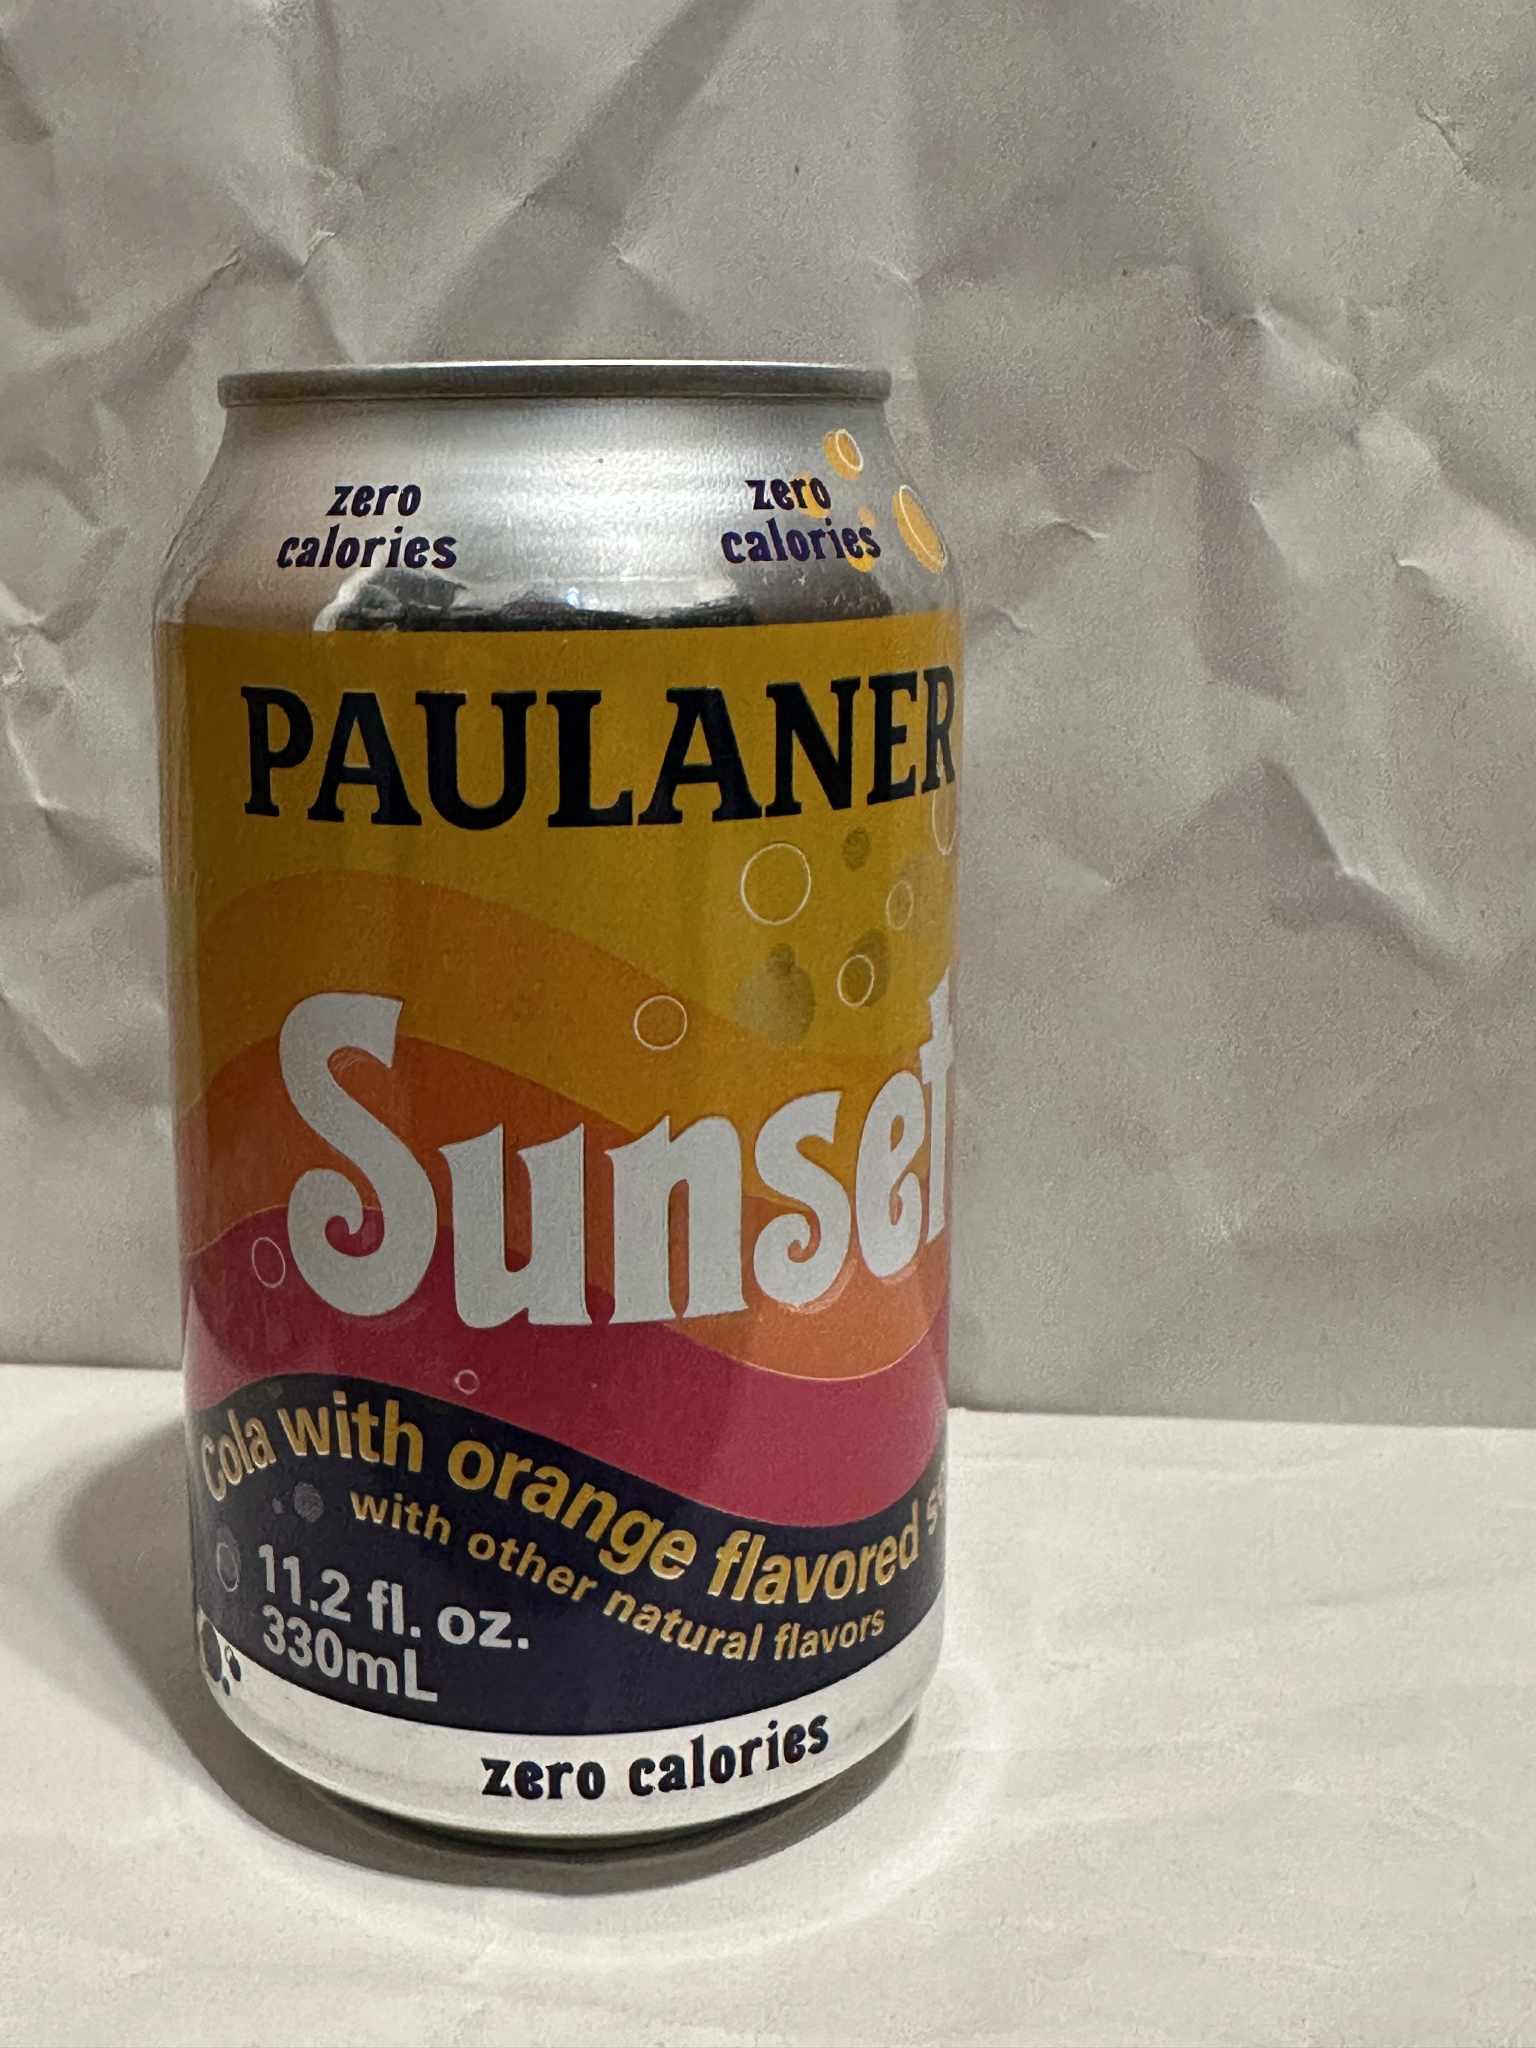 zero
calories
zero
calories
PAULANER
Sunset
Cola with orange flavored
with other natural flavors
11.2 fl. oz.
330mL
zero calories